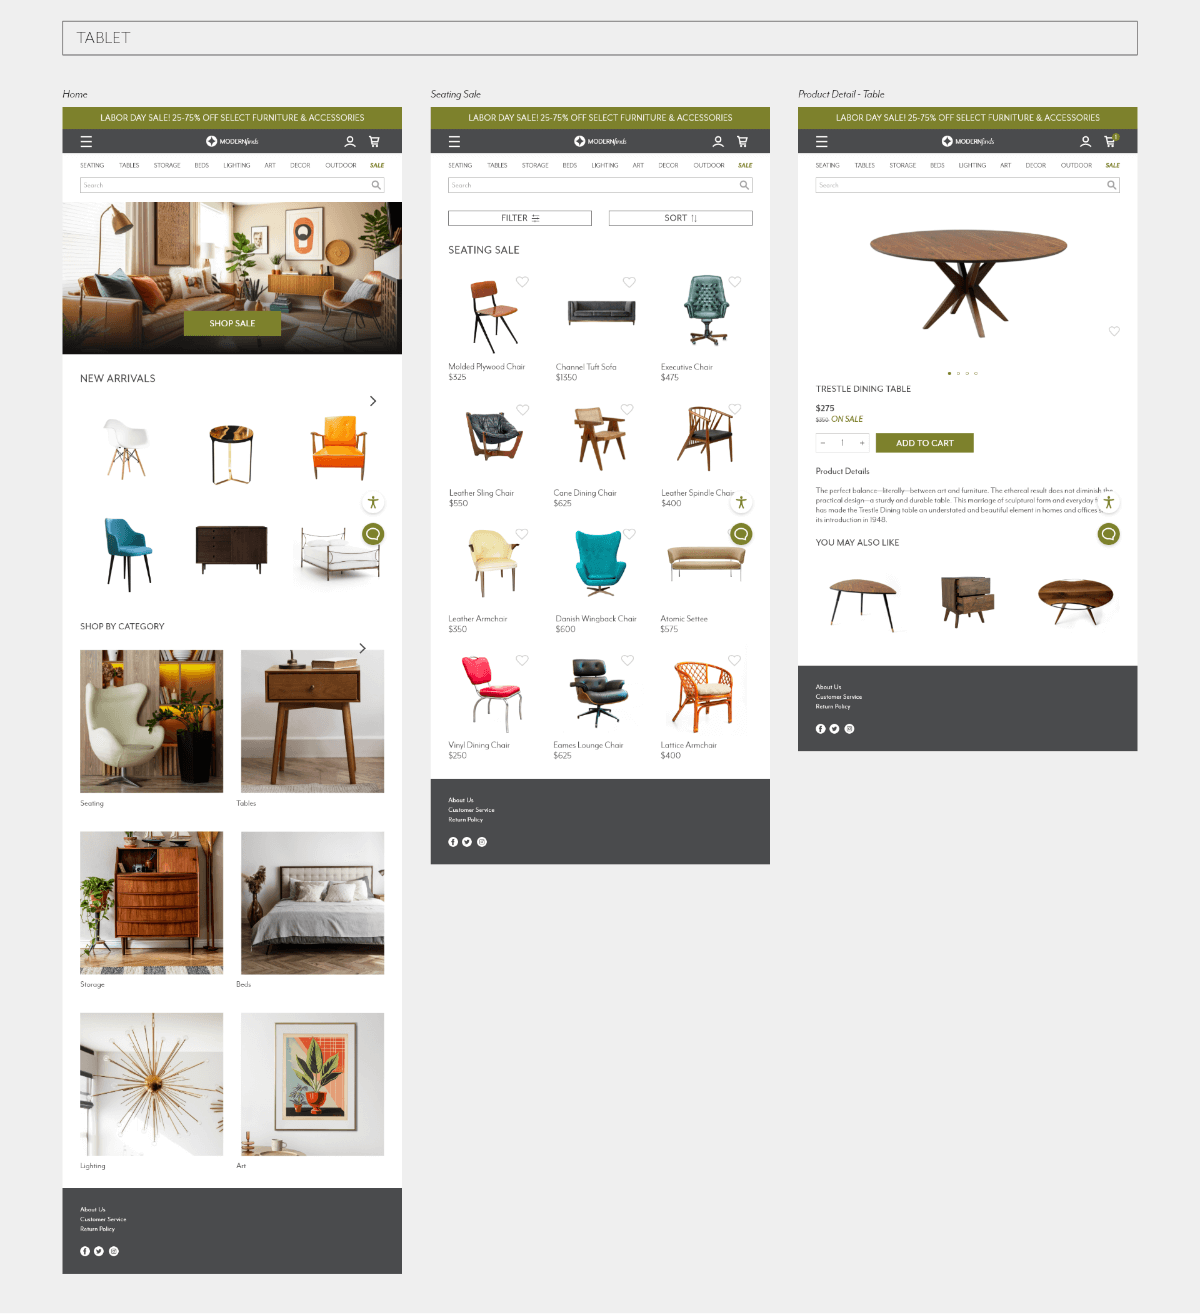 TABLET
Home
LABOR DAY SALE! 25-75% OFF SELECT FURNITURE & ACCESSORIES
MODERNfinds
SEATING TABLES STORAGE BEDS LIGHTING ART DECOR OUTDOOR SALE
Search
SHOP SALE
NEW ARRIVALS
SHOP BY CATEGORY
Seating Tables
Storage Beds
Lighting Art
About Us
Customer Service
Return Policy
Seating Sale
LABOR DAY SALE! 25-75% OFF SELECT FURNITURE & ACCESSORIES
MODERNfinds
SEATING TABLES STORAGE BEDS LIGHTING ART DECOR OUTDOOR SALE
Search
FILTER SORT
SEATING SALE
Molded Plywood Chair Channel Tuft Sofa Executive Chair
$325 $1350 $475
Leather Sling Chair Cane Dining Chair Leather Spindle Chair
$550 $625 $400
Leather Armchair Danish Wingback Chair Atomic Settee
$350 $600 $575
Vinyl Dining Chair Eames Lounge Chair Lattice Armchair
$250 $625 $400
About Us
Customer Service
Return Policy
Product Detail - Table
LABOR DAY SALE! 25-75% OFF SELECT FURNITURE & ACCESSORIES
MODERNfinds
SEATING TABLES STORAGE BEDS LIGHTING ART DECOR OUTDOOR SALE
Search
TRESTLE DINING TABLE
$275
$350 ON SALE
- 1 + ADD TO CART
Product Details
The perfect balance—literally—between art and furniture. The ethereal result does not diminish the
practical design—a sturdy and durable table. This marriage of sculptural form and everyday
has made the Trestle Dining table an understated and beautiful element in homes and offices
its introduction in 1948.
YOU MAY ALSO LIKE
About Us
Customer Service
Return Policy